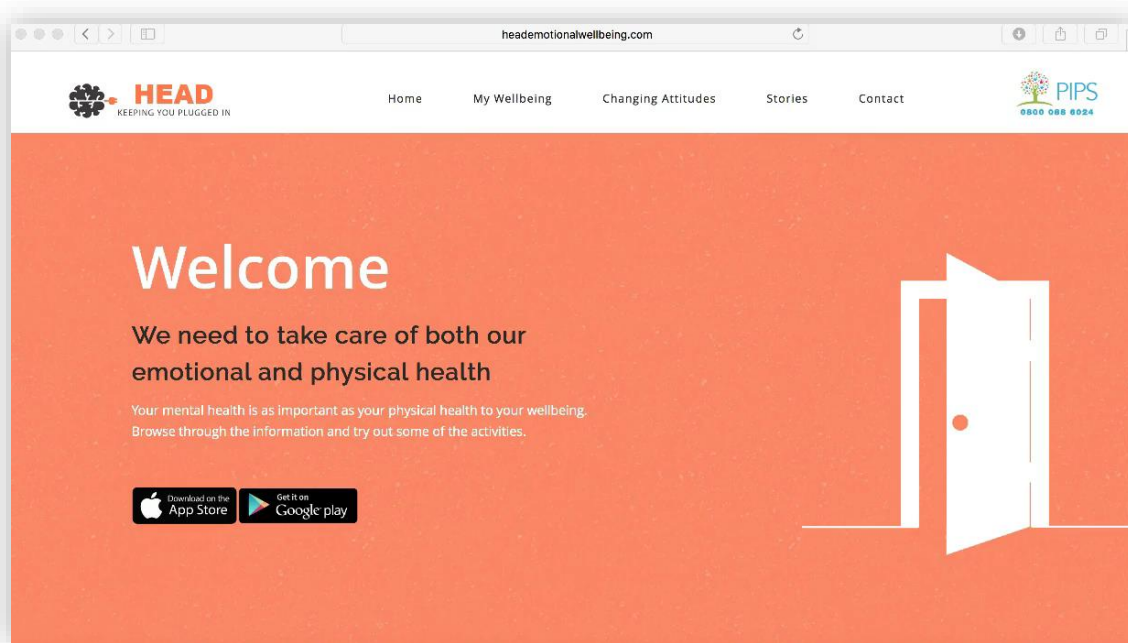 heademotionalwellbeing.com
HEAD
KEEPING YOU PLUGGED IN
Home My Wellbeing Changing Attitudes Stories Contact
PIPS
0800 088 6024
Welcome
We need to take care of both our
emotional and physical health
Your mental health is as important as your physical health to your wellbeing.
Browse through the information and try out some of the activities.
Download on the
App Store
Get it on
Google play